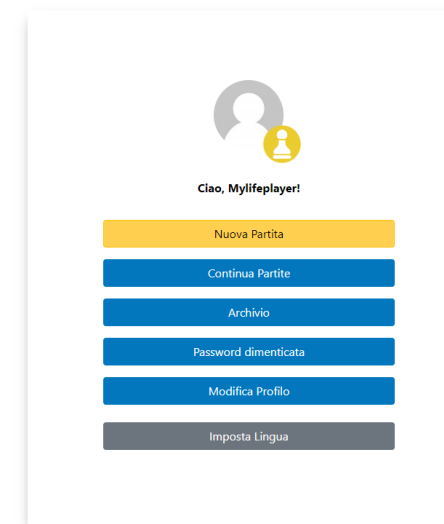 Ciao, Mylifeplayer!
Nuova Partita
Continua Partite
Archivio
Password dimenticata
Modifica Profilo
Imposta Lingua